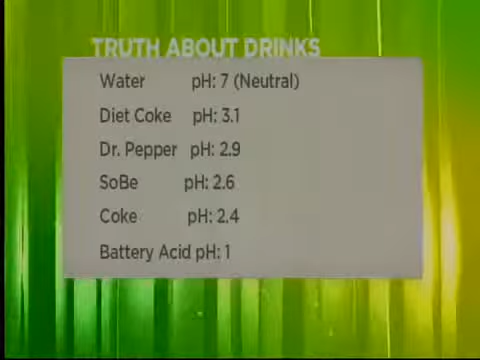 TRUTH ABOUT DRINKS
Water pH: 7 (Neutral)
Diet Coke pH: 3.1
Dr. Pepper pH: 2.9
SoBe pH: 2.6
Coke pH: 2.4
Battery Acid pH: 1